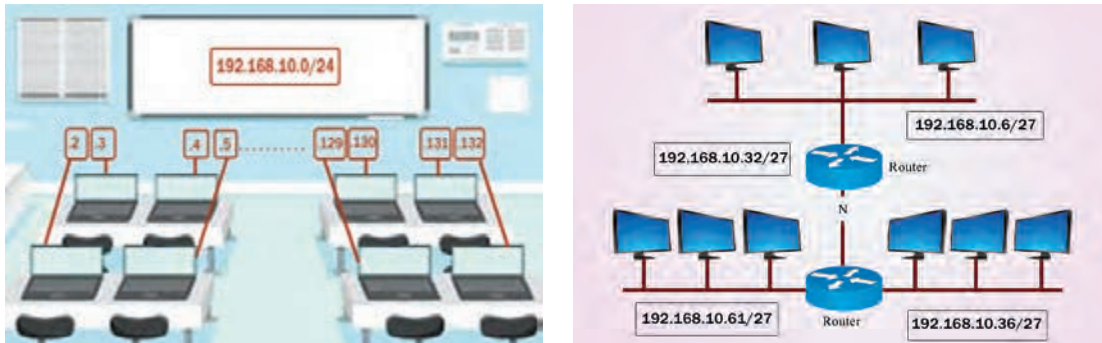 192.168.10.0/24
.2 .3 .4 .5 ......... .129 .130 .131 .132
192.168.10.6/27
192.168.10.32/27
Router
N
192.168.10.61/27
Router
192.168.10.36/27